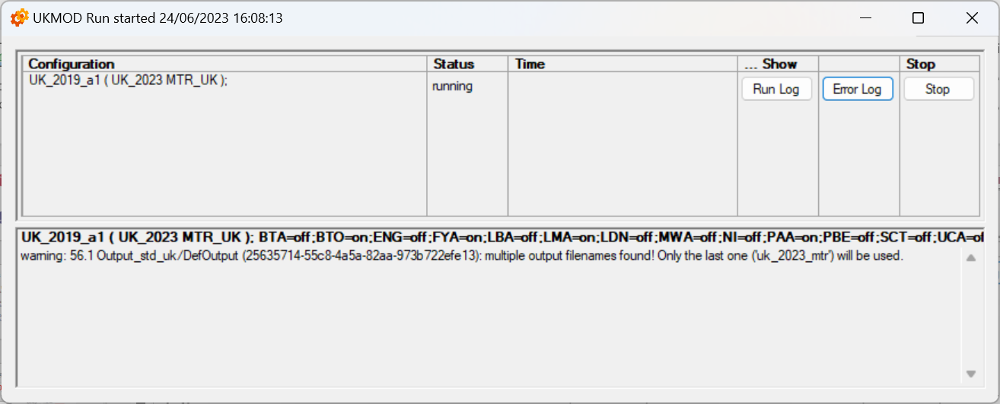 UKMOD Run started 24/06/2023 16:08:13
Configuration Status Time ... Show Stop
UK_2019_a1 ( UK_2023 MTR_UK ); running Run Log Error Log Stop
UK_2019_a1 ( UK_2023 MTR_UK ); BTA=off;BTO=on;ENG=off;FYA=on;LBA=off;LMA=on;LDN=off;MWA=off;NI=off;PAA=on;PBE=off;SCT=off;UCA=of
warning: 56.1 Output_std_uk/DefOutput (25635714-55c8-4a5a-82aa-973b722efe13): multiple output filenames found! Only the last one ('uk_2023_mtr') will be used.